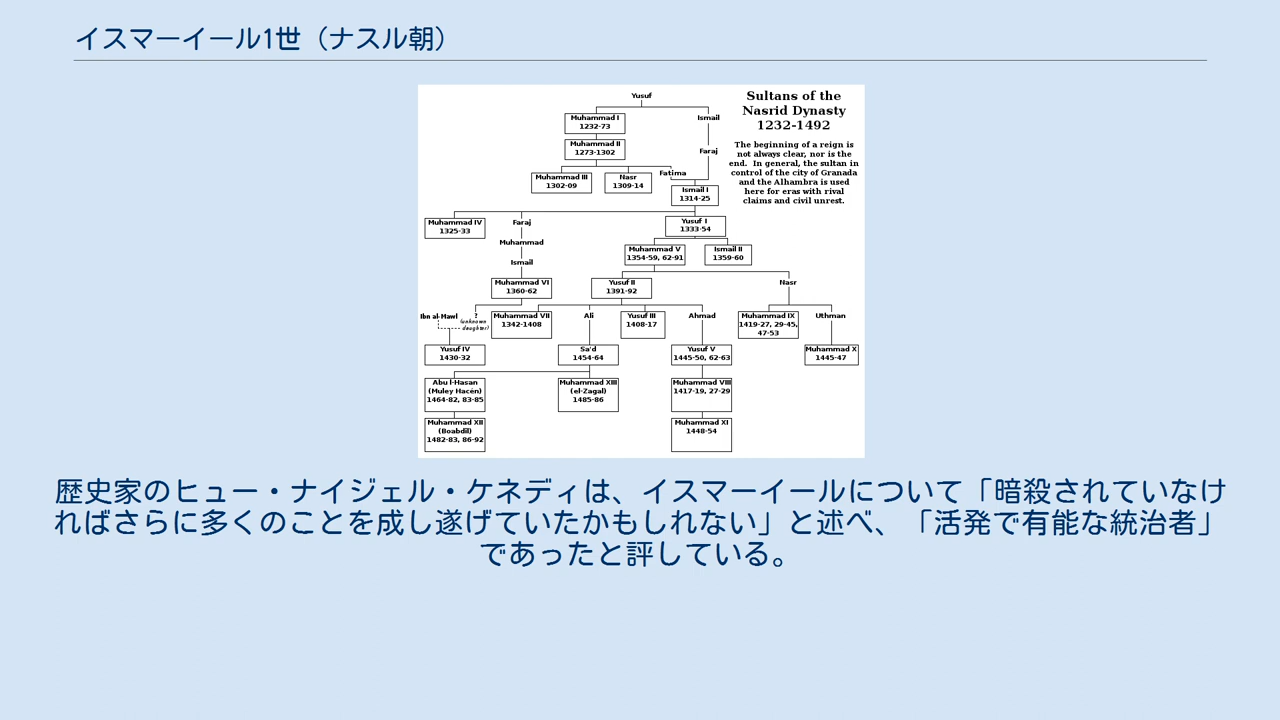 イスマーイール1世（ナスル朝）
Sultans of the
Nasrid Dynasty
1232-1492
The beginning of a reign is
not always clear, nor is the
end. In general, the sultan in
control of the city of Granada
and the Alhambra is used
here for eras with rival
claims and civil unrest.
Yusuf
Muhammad I
1232-73
Ismail
Muhammad II
1273-1302
Faraj
Muhammad III
1302-09
Nasr
1309-14
Fatima
Ismail I
1314-25
Muhammad IV
1325-33
Faraj
Yusuf I
1333-54
Muhammad
Muhammad V
1354-59, 62-91
Ismail II
1359-60
Ismail
Muhammad VI
1360-62
Yusuf II
1391-92
Nasr
Ibn al-Mawl
?
(unknown
daughter)
Muhammad VII
1342-1408
Ali
Yusuf III
1408-17
Ahmad
Muhammad IX
1419-27, 29-45,
47-53
Uthman
Yusuf IV
1430-32
Sa'd
1454-64
Yusuf V
1445-50, 62-63
Muhammad X
1445-47
Abu l-Hasan
(Muley Hacén)
1464-82, 83-85
Muhammad XIII
(el-Zagal)
1485-86
Muhammad VIII
1417-19, 27-29
Muhammad XII
(Boabdil)
1482-83, 86-92
Muhammad XI
1448-54
歴史家のヒュー・ナイジェル・ケネディは、イスマーイールについて「暗殺されていなけ
ればさらに多くのことを成し遂げていたかもしれない」と述べ、「活発で有能な統治者」
であったと評している。